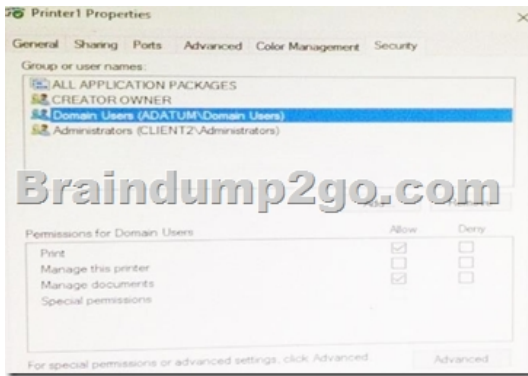 Printer1 Properties
General Sharing Ports Advanced Color Management Security
Group or user names:
ALL APPLICATION PACKAGES
CREATOR OWNER
Domain Users (ADATUM\Domain Users)
Administrators (CLIENT2\Administrators)
Braindump2go.com
Add... Remove
Permissions for Domain Users Allow Deny
Print
Manage this printer
Manage documents
Special permissions
For special permissions or advanced settings, click Advanced
Advanced